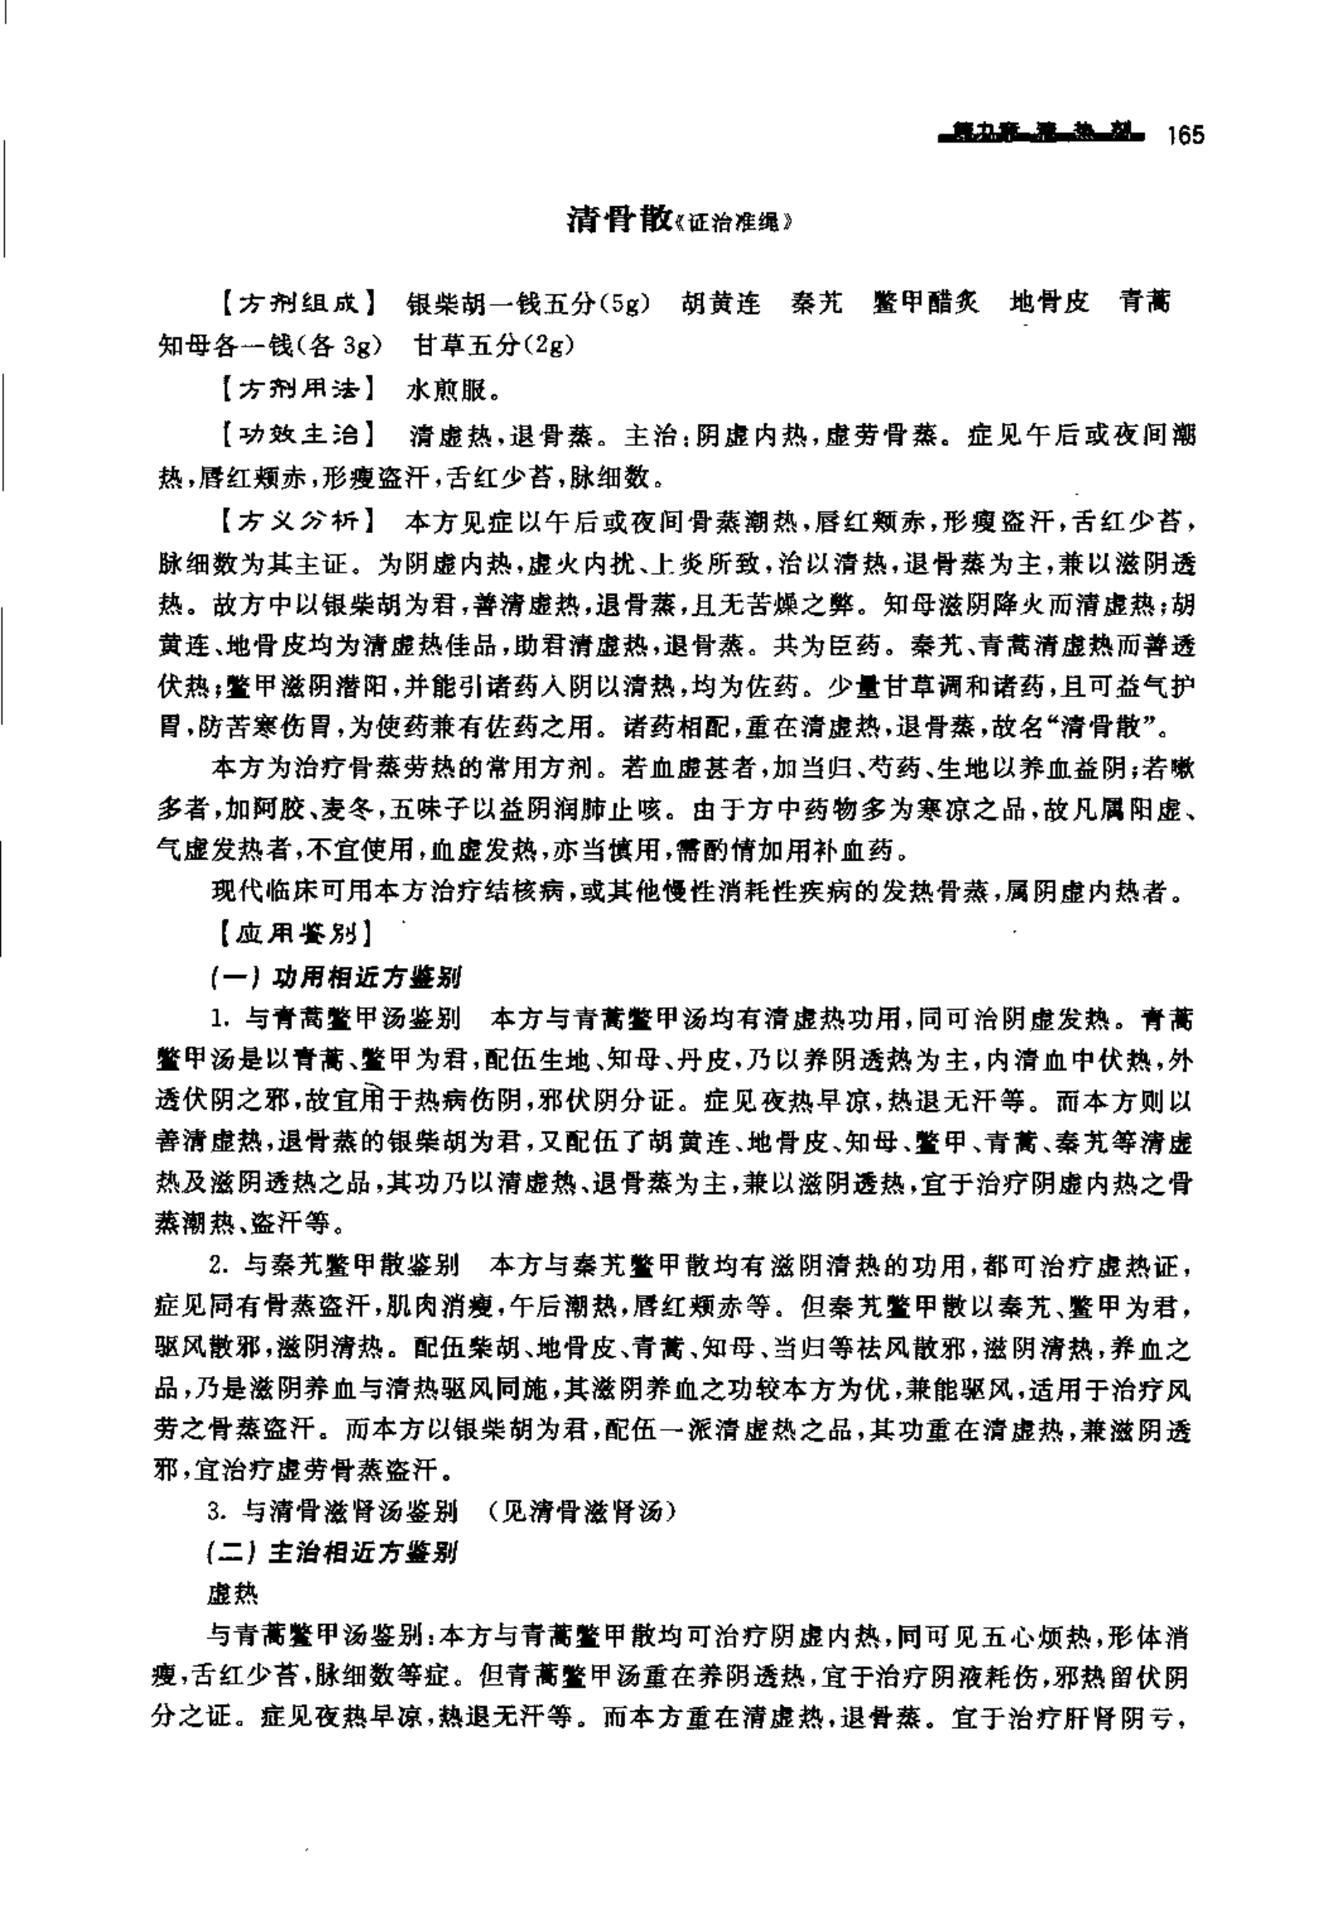 第九章 清热剂 165
清骨散《证治准绳》
【方剂组成】 银柴胡一钱五分(5g) 胡黄连 秦艽 鳖甲醋炙 地骨皮 青蒿
知母各一钱(各 3g) 甘草五分(2g)
【方剂用法】 水煎服。
【功效主治】 清虚热,退骨蒸。主治:阴虚内热,虚劳骨蒸。症见午后或夜间潮
热,唇红颊赤,形瘦盗汗,舌红少苔,脉细数。
【方义分析】 本方见症以午后或夜间骨蒸潮热,唇红颊赤,形瘦盗汗,舌红少苔,
脉细数为其主证。为阴虚内热,虚火内扰、上炎所致,治以清热,退骨蒸为主,兼以滋阴透
热。故方中以银柴胡为君,善清虚热,退骨蒸,且无苦燥之弊。知母滋阴降火而清虚热;胡
黄连、地骨皮均为清虚热佳品,助君清虚热,退骨蒸。共为臣药。秦艽、青蒿清虚热而善透
伏热;鳖甲滋阴潜阳,并能引诸药入阴以清热,均为佐药。少量甘草调和诸药,且可益气护
胃,防苦寒伤胃,为使药兼有佐药之用。诸药相配,重在清虚热,退骨蒸,故名“清骨散”。
本方为治疗骨蒸劳热的常用方剂。若血虚甚者,加当归、芍药、生地以养血益阴;若嗽
多者,加阿胶、麦冬,五味子以益阴润肺止咳。由于方中药物多为寒凉之品,故凡属阳虚、
气虚发热者,不宜使用,血虚发热,亦当慎用,需酌情加用补血药。
现代临床可用本方治疗结核病,或其他慢性消耗性疾病的发热骨蒸,属阴虚内热者。
【应用鉴别】
(一) 功用相近方鉴别
1. 与青蒿鳖甲汤鉴别 本方与青蒿鳖甲汤均有清虚热功用,同可治阴虚发热。青蒿
鳖甲汤是以青蒿、鳖甲为君,配伍生地、知母、丹皮,乃以养阴透热为主,内清血中伏热,外
透伏阴之邪,故宜用于热病伤阴,邪伏阴分证。症见夜热早凉,热退无汗等。而本方则以
善清虚热,退骨蒸的银柴胡为君,又配伍了胡黄连、地骨皮、知母、鳖甲、青蒿、秦艽等清虚
热及滋阴透热之品,其功乃以清虚热、退骨蒸为主,兼以滋阴透热,宜于治疗阴虚内热之骨
蒸潮热、盗汗等。
2. 与秦艽鳖甲散鉴别 本方与秦艽鳖甲散均有滋阴清热的功用,都可治疗虚热证,
症见同有骨蒸盗汗,肌肉消瘦,午后潮热,唇红颊赤等。但秦艽鳖甲散以秦艽、鳖甲为君,
驱风散邪,滋阴清热。配伍柴胡、地骨皮、青蒿、知母、当归等祛风散邪,滋阴清热,养血之
品,乃是滋阴养血与清热驱风同施,其滋阴养血之功较本方为优,兼能驱风,适用于治疗风
劳之骨蒸盗汗。而本方以银柴胡为君,配伍一派清虚热之品,其功重在清虚热,兼滋阴透
邪,宜治疗虚劳骨蒸盗汗。
3. 与清骨滋肾汤鉴别 (见清骨滋肾汤)
(二) 主治相近方鉴别
虚热
与青蒿鳖甲汤鉴别:本方与青蒿鳖甲散均可治疗阴虚内热,同可见五心烦热,形体消
瘦,舌红少苔,脉细数等症。但青蒿鳖甲汤重在养阴透热,宜于治疗阴液耗伤,邪热留伏阴
分之证。症见夜热早凉,热退无汗等。而本方重在清虚热,退骨蒸。宜于治疗肝肾阴亏,